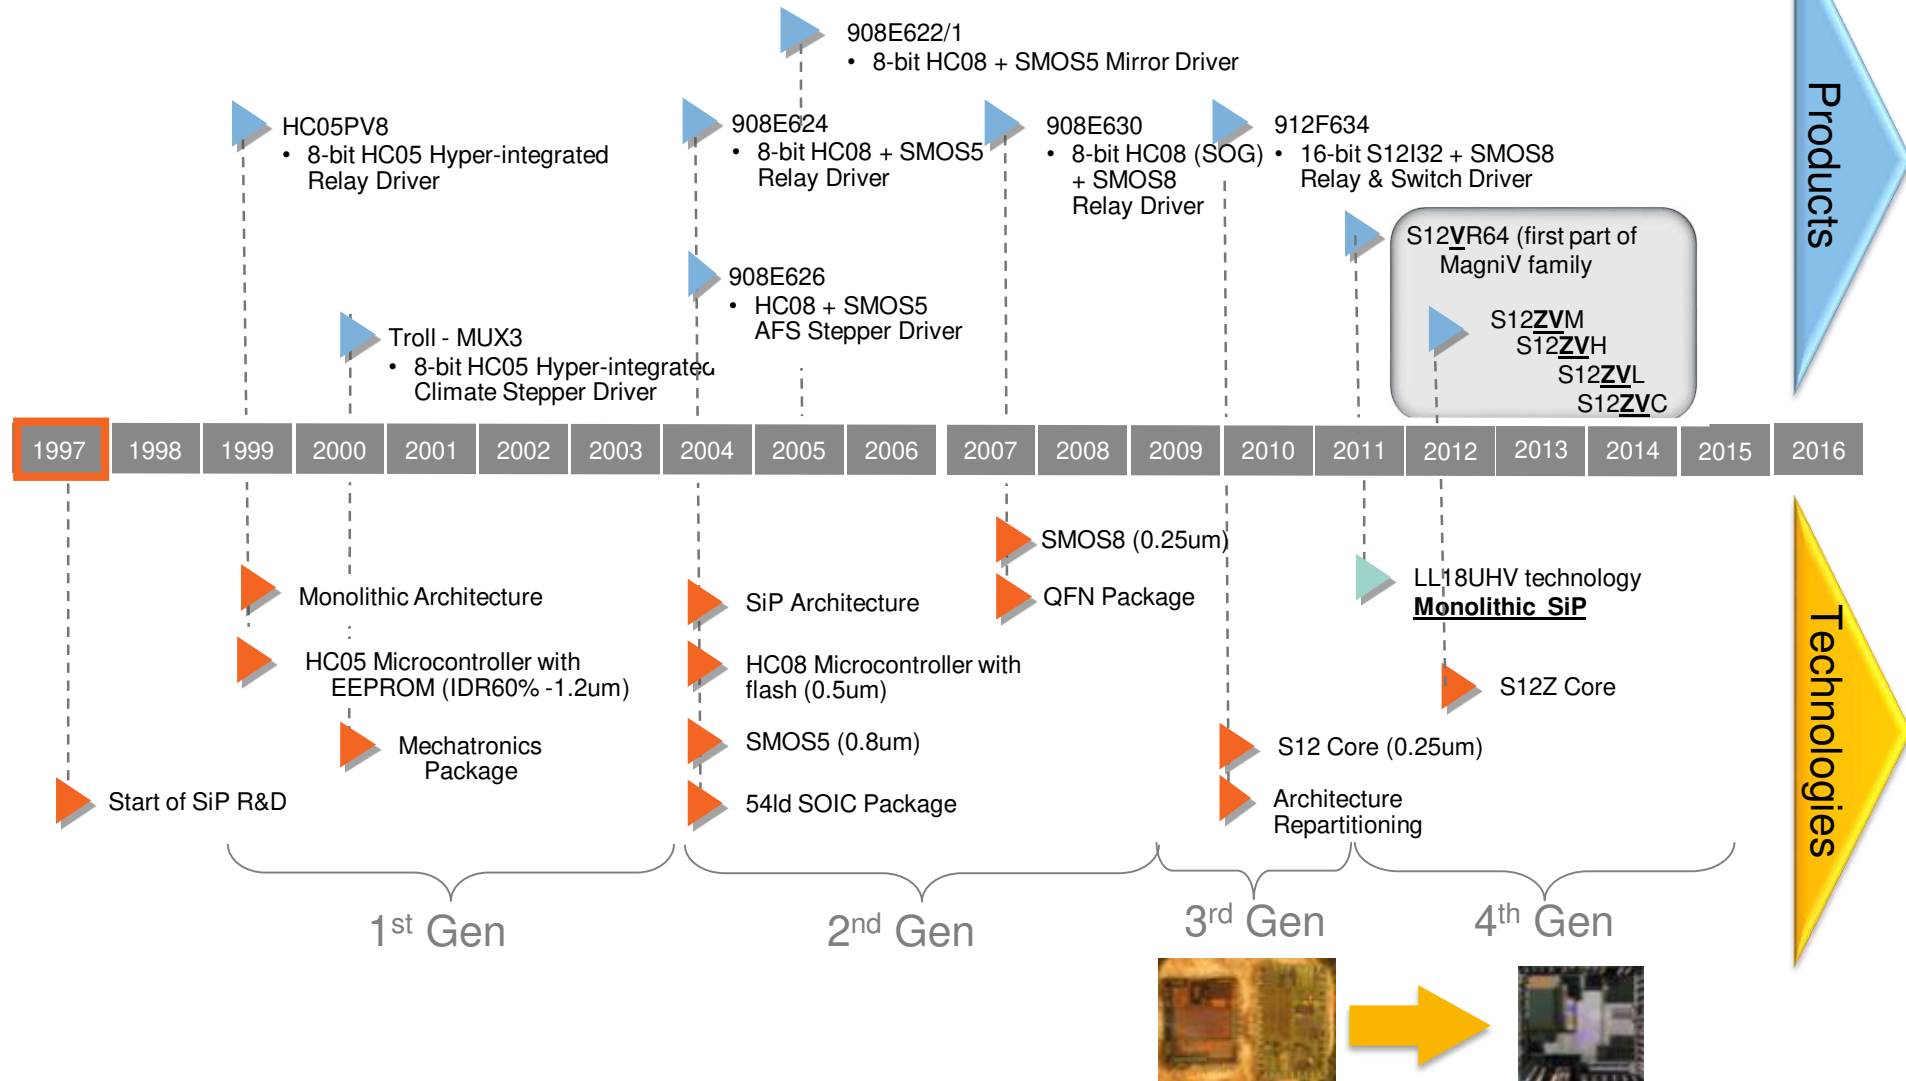 908E622/1
• 8-bit HC08 + SMOS5 Mirror Driver
HC05PV8
• 8-bit HC05 Hyper-integrated
Relay Driver
908E624
• 8-bit HC08 + SMOS5
Relay Driver
908E630
• 8-bit HC08 (SOG)
+ SMOS8
Relay Driver
912F634
• 16-bit S12I32 + SMOS8
Relay & Switch Driver
S12VR64 (first part of
MagniV family
S12ZVM
S12ZVH
S12ZVL
S12ZVC
908E626
• HC08 + SMOS5
AFS Stepper Driver
Troll - MUX3
• 8-bit HC05 Hyper-integrated
Climate Stepper Driver
Products
1997 1998 1999 2000 2001 2002 2003 2004 2005 2006 2007 2008 2009 2010 2011 2012 2013 2014 2015 2016
SMOS8 (0.25um)
QFN Package
Monolithic Architecture
HC05 Microcontroller with
EEPROM (IDR60% -1.2um)
Mechatronics
Package
Start of SiP R&D
SiP Architecture
HC08 Microcontroller with
flash (0.5um)
SMOS5 (0.8um)
54ld SOIC Package
LL18UHV technology
Monolithic SiP
S12Z Core
S12 Core (0.25um)
Architecture
Repartitioning
Technologies
1st Gen
2nd Gen
3rd Gen
4th Gen